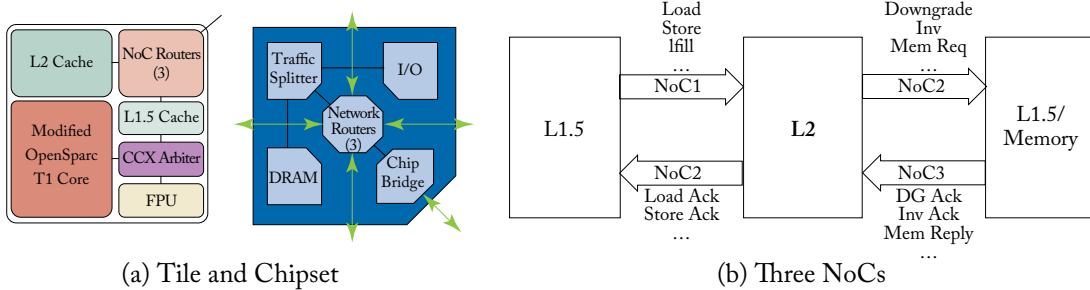 L2 Cache
NoC Routers
(3)
L1.5 Cache
Modified
OpenSparc
T1 Core
CCX Arbiter
FPU
Traffic
Splitter
I/O
Network
Routers
(3)
DRAM
Chip
Bridge
(a) Tile and Chipset
L1.5
Load
Store
Ifill
...
NoC1
NoC2
Load Ack
Store Ack
...
L2
Downgrade
Inv
Mem Req
...
NoC2
NoC3
DG Ack
Inv Ack
Mem Reply
...
L1.5/
Memory
(b) Three NoCs